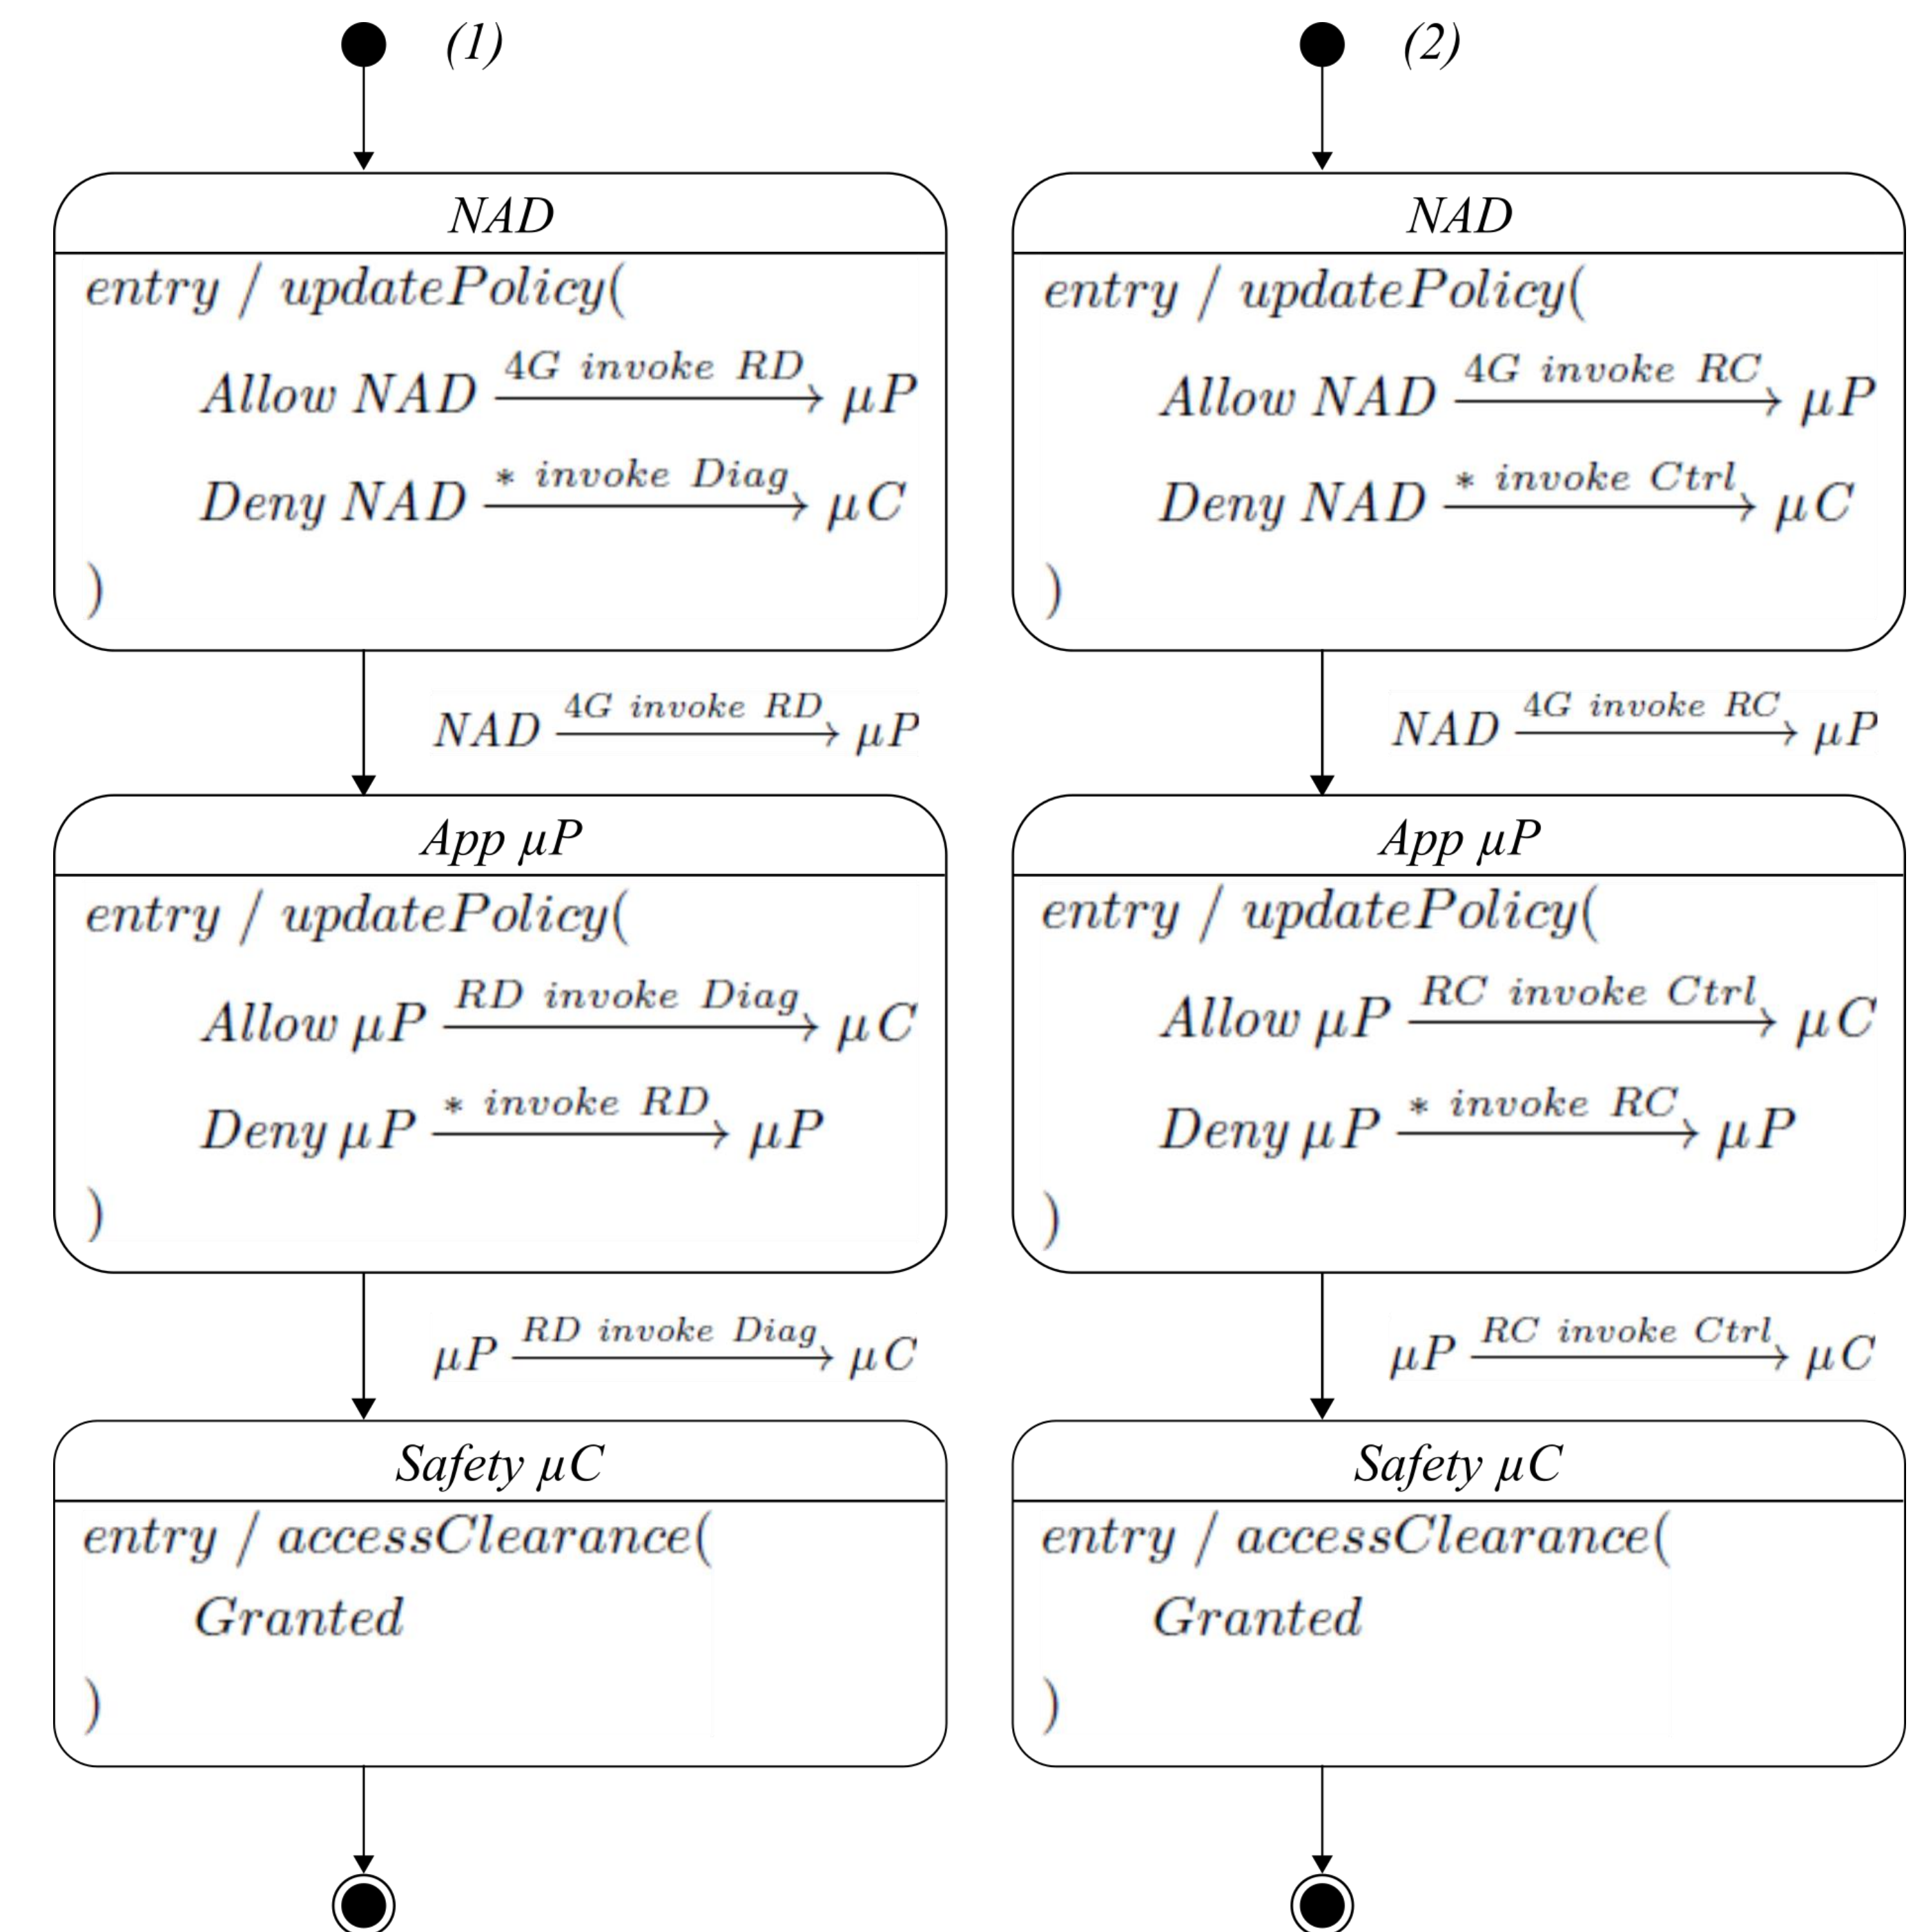 (1)
NAD
entry / updatePolicy(
Allow NAD 4G invoke RD μP
Deny NAD * invoke Diag μC
)
NAD 4G invoke RD μP
App μP
entry / updatePolicy(
Allow μP RD invoke Diag μC
Deny μP * invoke RD μP
)
μP RD invoke Diag μC
Safety μC
entry / accessClearance(
Granted
)
(2)
NAD
entry / updatePolicy(
Allow NAD 4G invoke RC μP
Deny NAD * invoke Ctrl μC
)
NAD 4G invoke RC μP
App μP
entry / updatePolicy(
Allow μP RC invoke Ctrl μC
Deny μP * invoke RC μP
)
μP RC invoke Ctrl μC
Safety μC
entry / accessClearance(
Granted
)